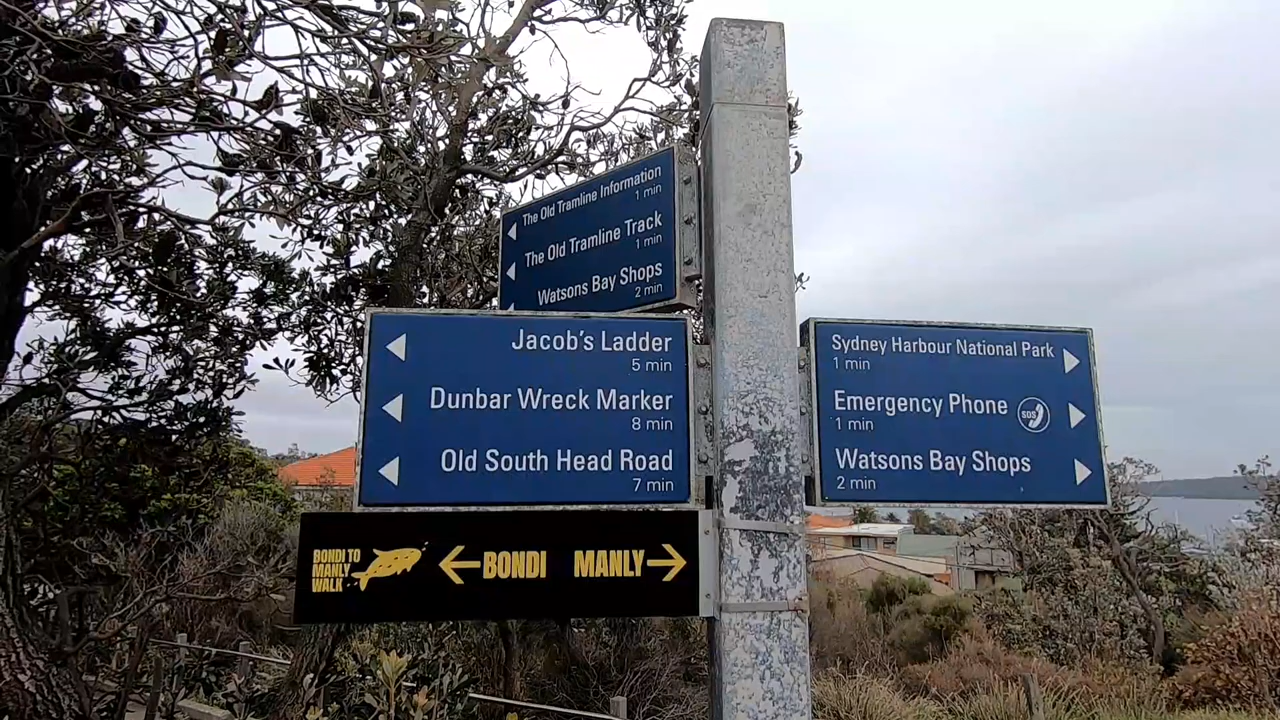 The Old Tramline Information
1 min
The Old Tramline Track
1 min
Watsons Bay Shops
2 min
Jacob's Ladder
5 min
Dunbar Wreck Marker
8 min
Old South Head Road
7 min
Sydney Harbour National Park
1 min
Emergency Phone SOS
1 min
Watsons Bay Shops
2 min
BONDI TO
MANLY
WALK
← BONDI MANLY →